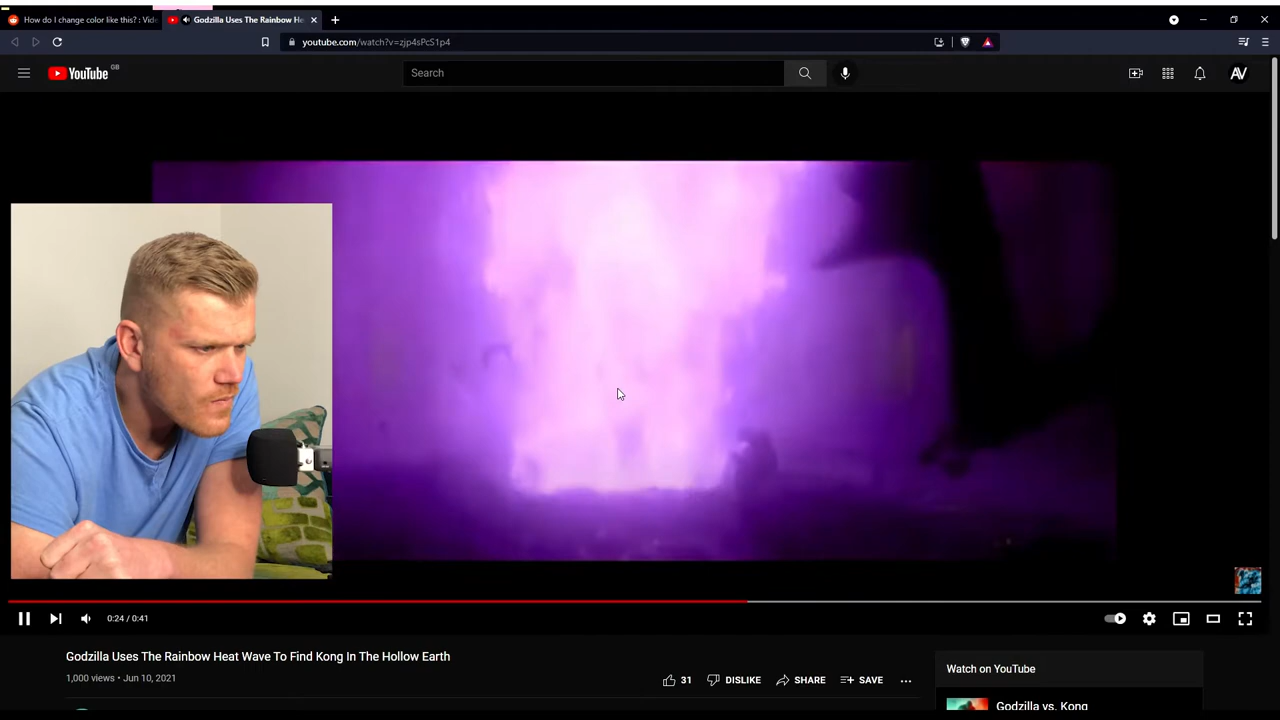 How do I change color like this? : Vide
Godzilla Uses The Rainbow He
youtube.com/watch?v=zjp4sPcS1p4
YouTube GB
Search
AV
0:24 / 0:41
Godzilla Uses The Rainbow Heat Wave To Find Kong In The Hollow Earth
1,000 views • Jun 10, 2021
31
DISLIKE
SHARE
SAVE
Watch on YouTube
Godzilla vs. Kong